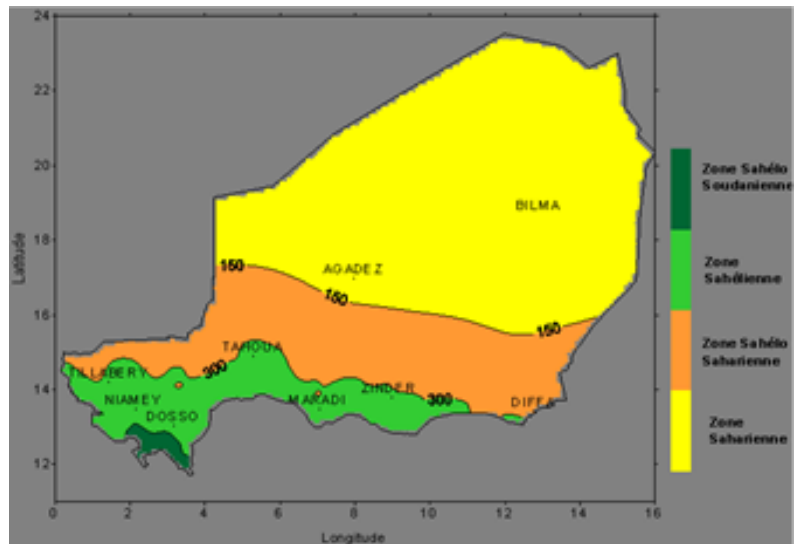 24
22
20
18
16
14
12
Latitude
0 2 4 6 8 10 12 14 16
Longitude
BILMA
AGADEZ
150
150
150
TAHOUA
300
TILLABERY
ZINDER
NIAMEY
MARADI
300
DIFFA
DOSSO
Zone Sahélo
Soudanienne
Zone
Sahélienne
Zone Sahélo
Saharienne
Zone
Saharienne